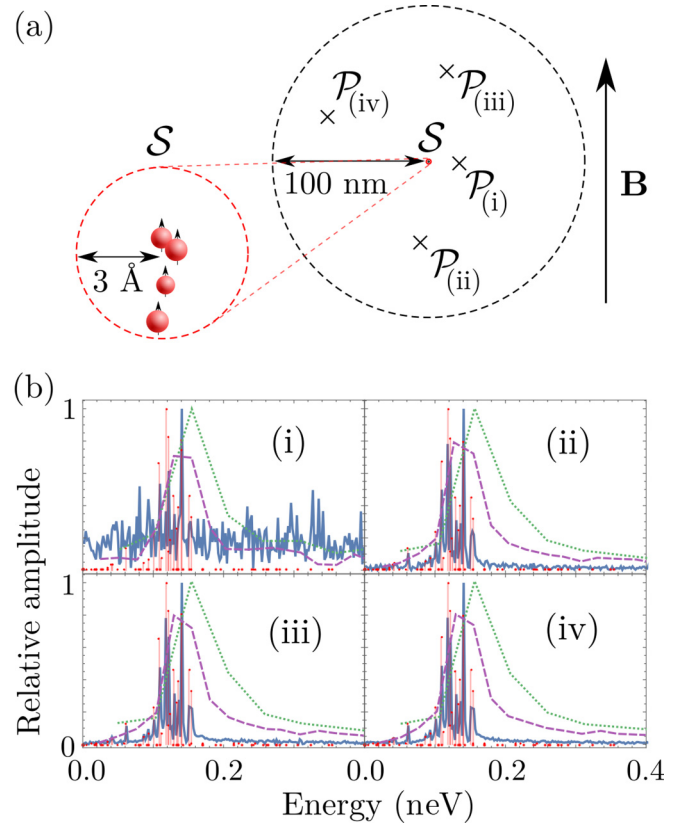 (a)
𝒫(iv)
𝒫(iii)
𝒮
𝒮
100 nm
𝒫(i)
B
3 Å
𝒫(ii)
(b)
1
(i)
(ii)
1
(iii)
(iv)
0
Relative amplitude
0.0 0.2 0.0 0.2 0.4
Energy (neV)